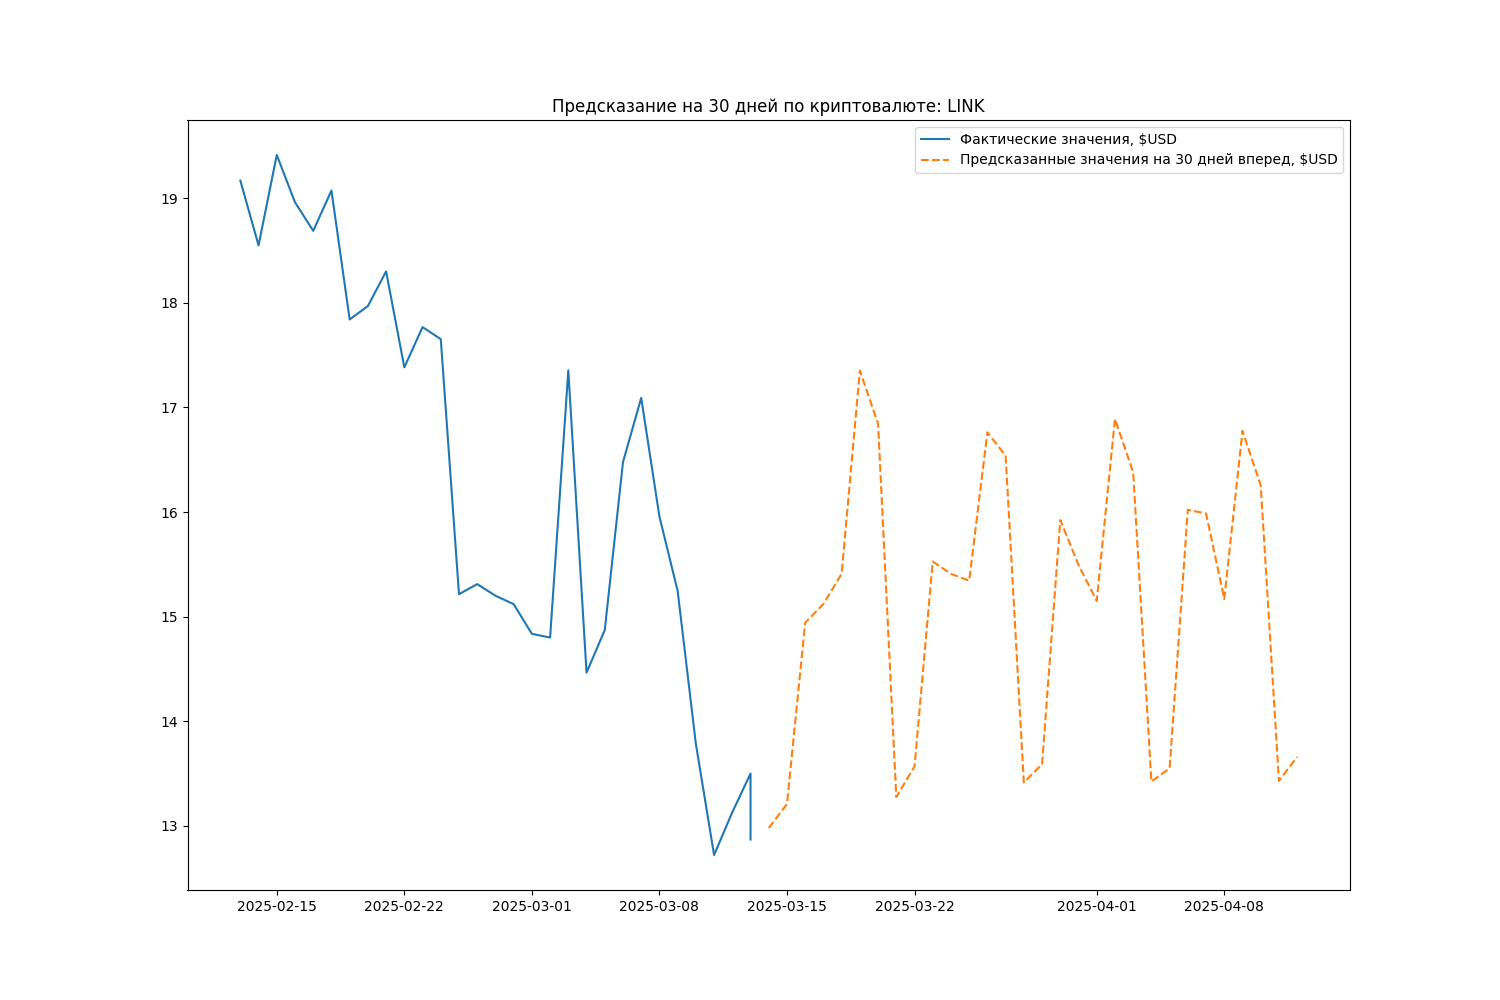 Предсказание на 30 дней по криптовалюте: LINK
Фактические значения, $USD
Предсказанные значения на 30 дней вперед, $USD
19
18
17
16
15
14
13
2025-02-15 2025-02-22 2025-03-01 2025-03-08 2025-03-15 2025-03-22 2025-04-01 2025-04-08